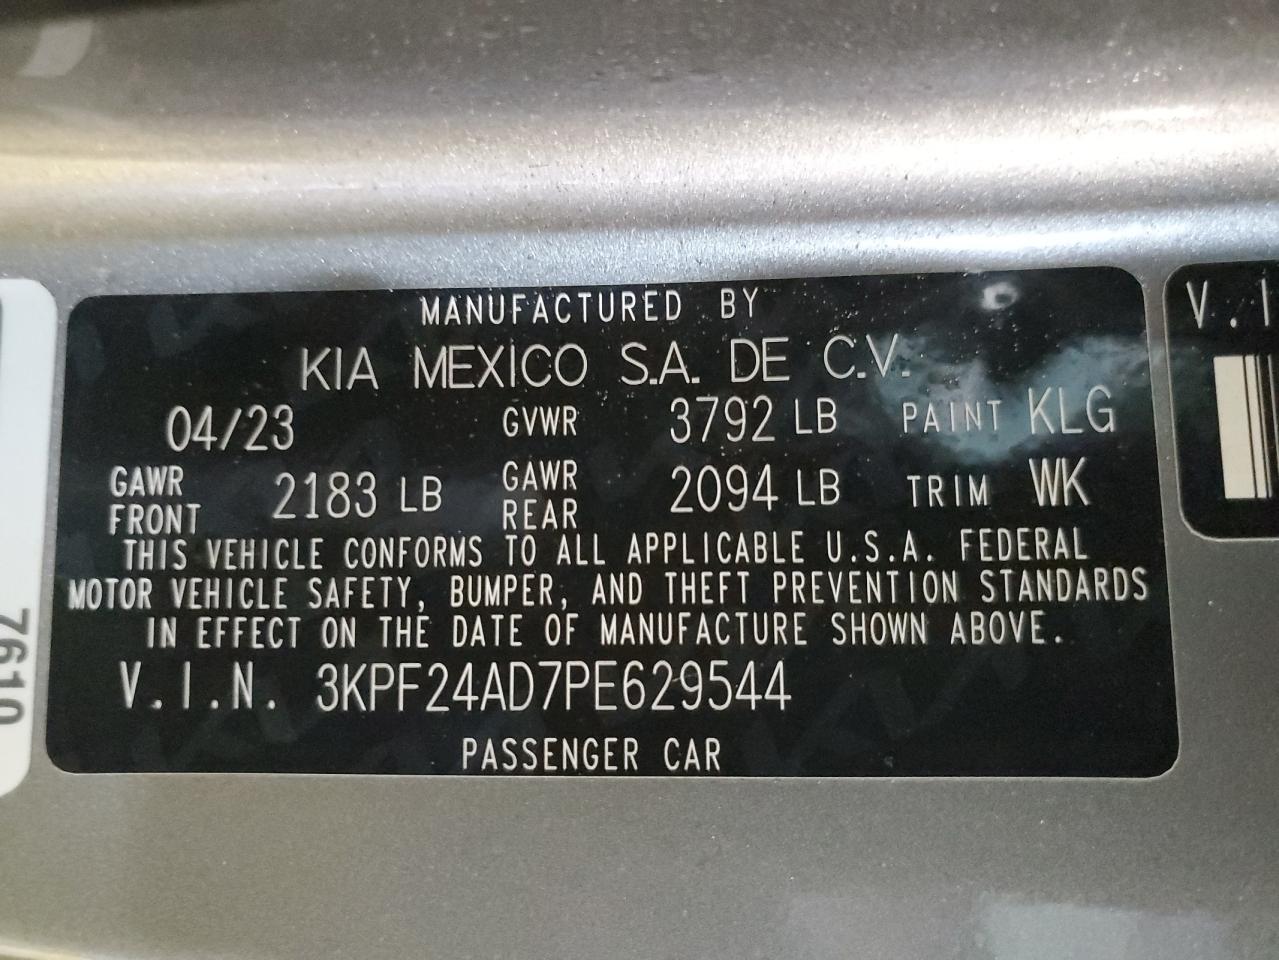 MANUFACTURED BY
KIA MEXICO S.A. DE C.V.
04/23 GVWR 3792 LB PAINT KLG
GAWR FRONT 2183 LB GAWR REAR 2094 LB TRIM WK
THIS VEHICLE CONFORMS TO ALL APPLICABLE U.S.A. FEDERAL
MOTOR VEHICLE SAFETY, BUMPER, AND THEFT PREVENTION STANDARDS
IN EFFECT ON THE DATE OF MANUFACTURE SHOWN ABOVE.
V.I.N. 3KPF24AD7PE629544
PASSENGER CAR
V.I
7610